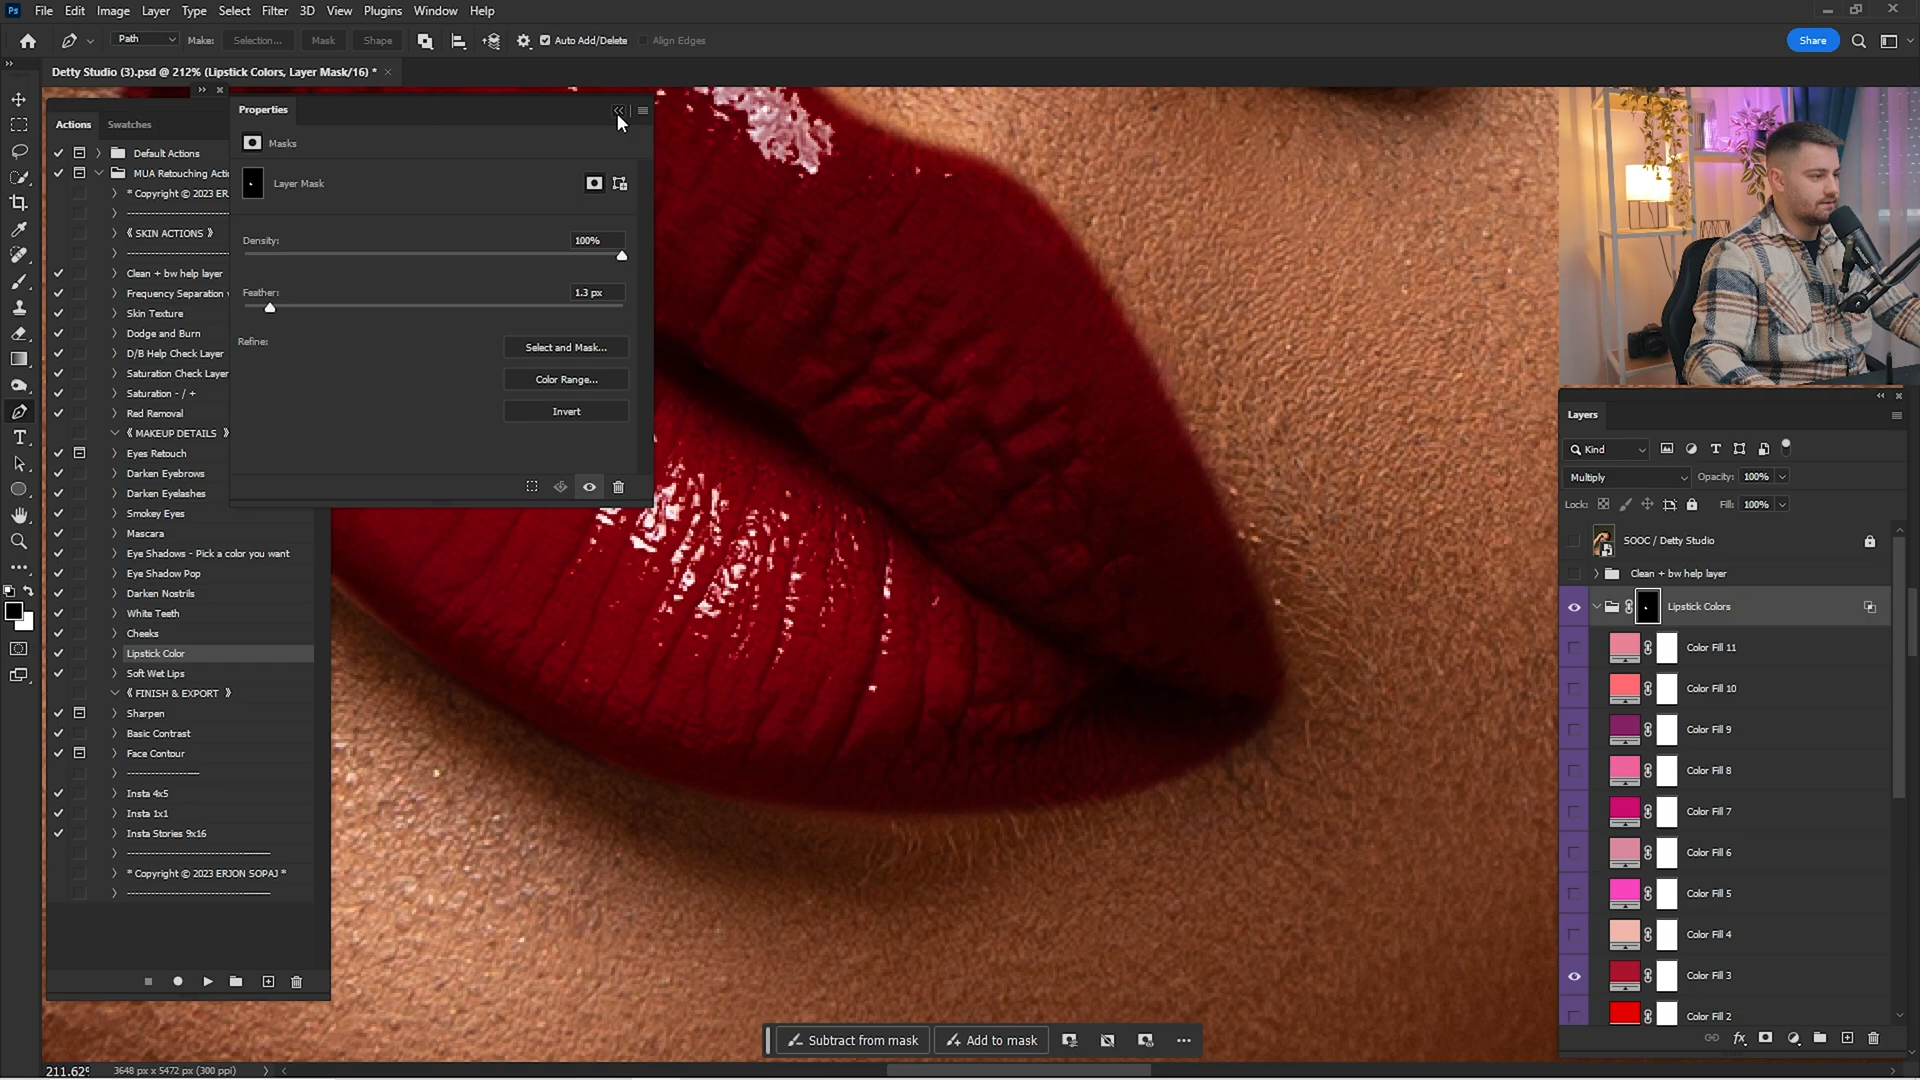 Ps File Edit Image Layer Type Select Filter 3D View Plugins Window Help
Path Make: Selection... Mask Shape Auto Add/Delete Align Edges Share
Detty Studio (3).psd @ 212% (Lipstick Colors, Layer Mask/16) *
Actions Swatches
Default Actions
MUA Retouching Acti
* Copyright © 2023 ER
《 SKIN ACTIONS 》
Clean + bw help layer
Frequency Separation
Skin Texture
Dodge and Burn
D/B Help Check Layer
Saturation Check Layer
Saturation - / +
Red Removal
《 MAKEUP DETAILS 》
Eyes Retouch
Darken Eyebrows
Darken Eyelashes
Smokey Eyes
Mascara
Eye Shadows - Pick a color you want
Eye Shadow Pop
Darken Nostrils
White Teeth
Cheeks
Lipstick Color
Soft Wet Lips
《 FINISH & EXPORT 》
Sharpen
Basic Contrast
Face Contour
-------------------
Insta 4x5
Insta 1x1
Insta Stories 9x16
* Copyright © 2023 ERJON SOPAJ *
Properties
Masks
Layer Mask
Density: 100%
Feather: 1.3 px
Refine:
Select and Mask...
Color Range...
Invert
Layers
Kind
Multiply Opacity: 100%
Lock: Fill: 100%
SOOC / Detty Studio
Clean + bw help layer
Lipstick Colors
Color Fill 11
Color Fill 10
Color Fill 9
Color Fill 8
Color Fill 7
Color Fill 6
Color Fill 5
Color Fill 4
Color Fill 3
Color Fill 2
fx
Subtract from mask Add to mask
211.62% 3648 px x 5472 px (300 ppi)